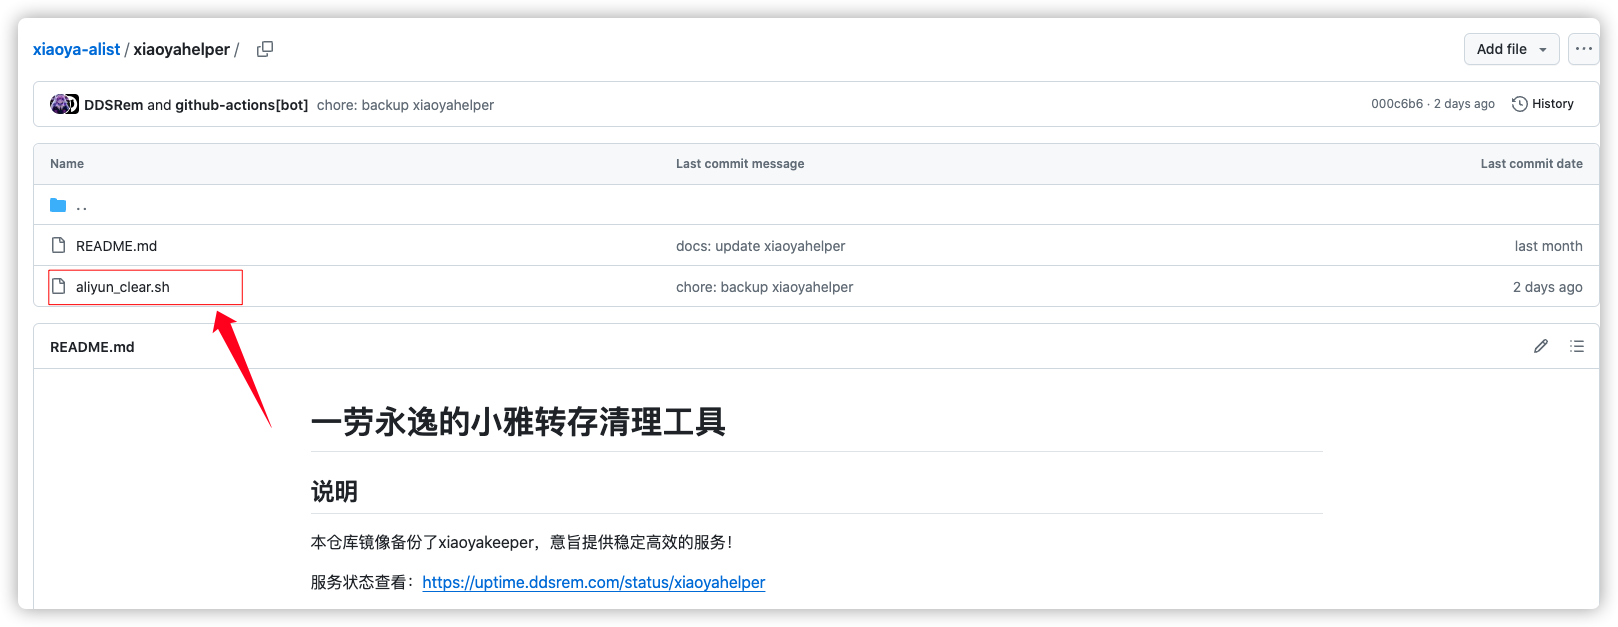 xiaoya-alist / xiaoyahelper /
Add file
DDSRem and github-actions[bot] chore: backup xiaoyahelper
000c6b6 · 2 days ago History
Name Last commit message Last commit date
..
README.md docs: update xiaoyahelper last month
aliyun_clear.sh chore: backup xiaoyahelper 2 days ago
README.md
一劳永逸的小雅转存清理工具
说明
本仓库镜像备份了xiaoyakeeper，意旨提供稳定高效的服务！
服务状态查看：https://uptime.ddsrem.com/status/xiaoyahelper